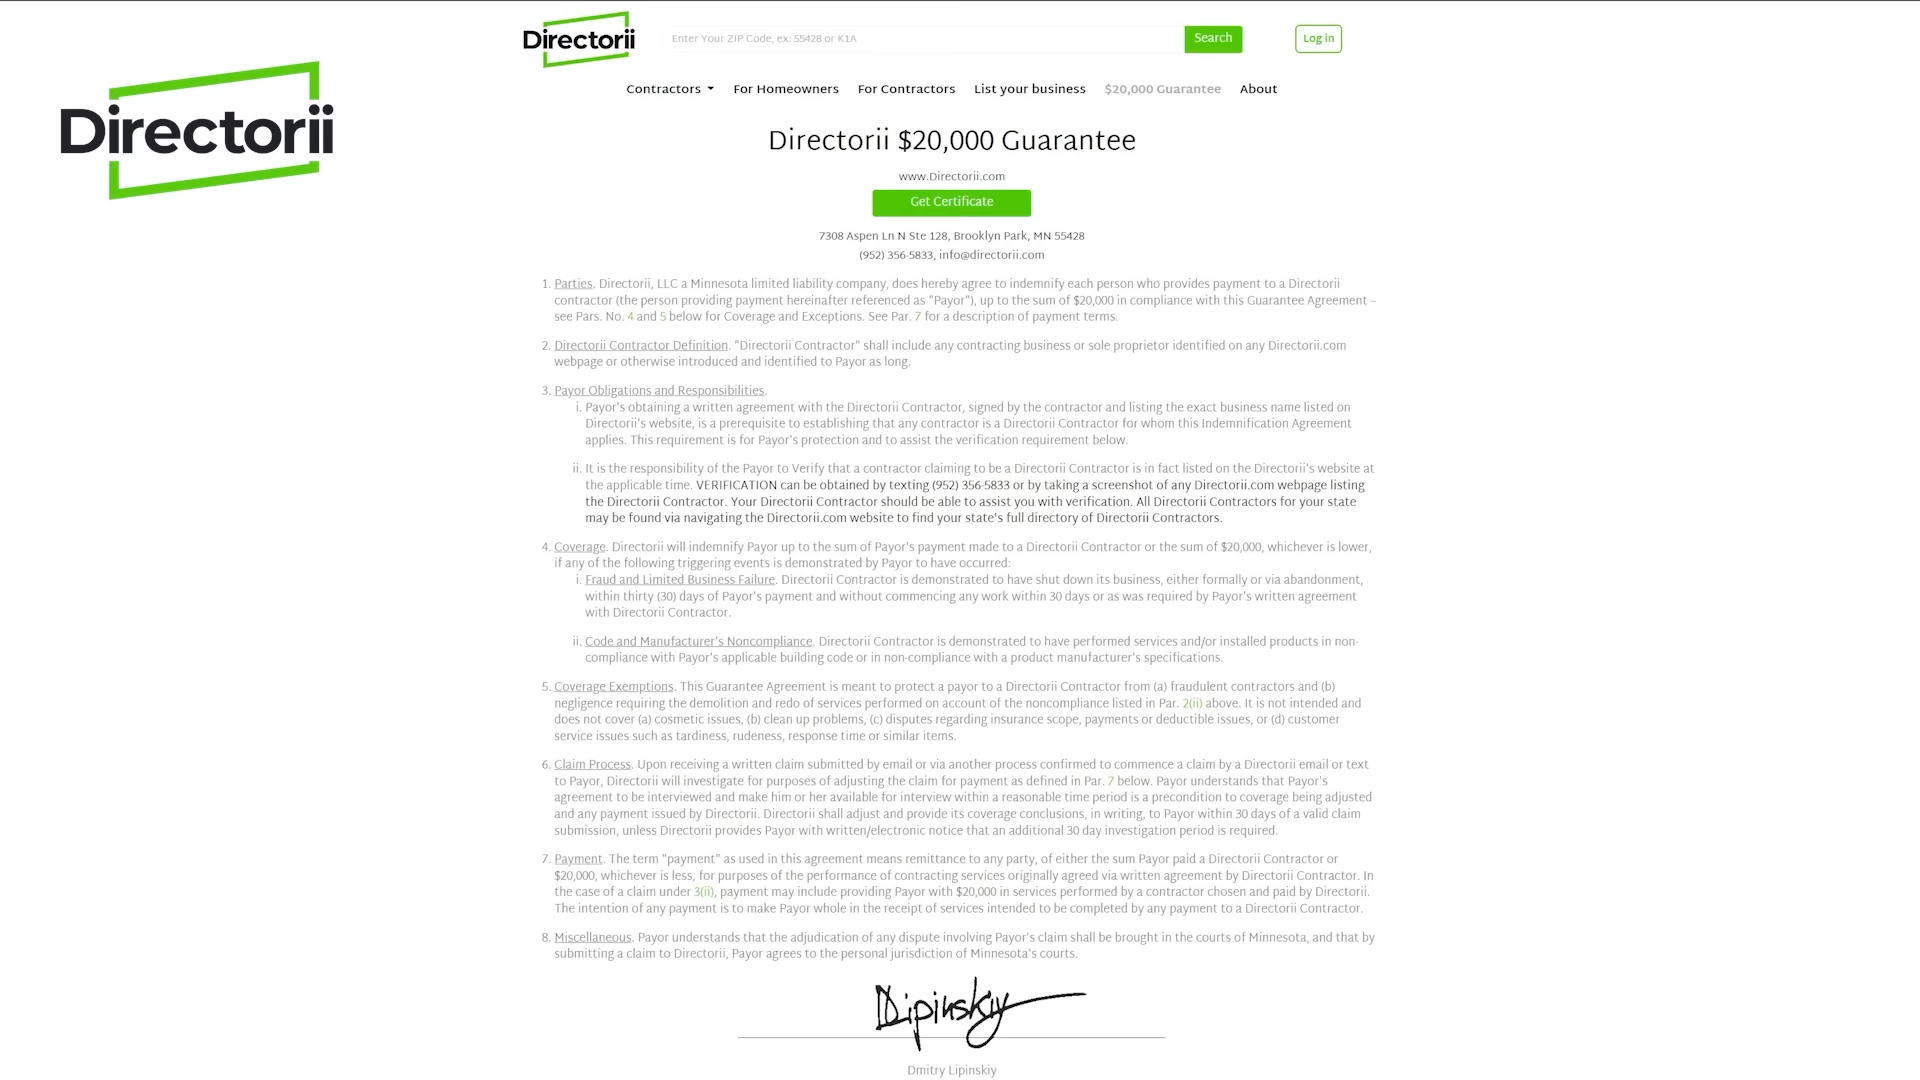 Directorii
Enter Your ZIP Code, ex: 55428 or K1A
Search
Log in
Directorii
Contractors
For Homeowners
For Contractors
List your business
$20,000 Guarantee
About
Directorii $20,000 Guarantee
www.Directorii.com
Get Certificate
7308 Aspen Ln N Ste 128, Brooklyn Park, MN 55428
(952) 356-5833, info@directorii.com
1. Parties. Directorii, LLC a Minnesota limited liability company, does hereby agree to indemnify each person who provides payment to a Directorii
contractor (the person providing payment hereinafter referenced as "Payor"), up to the sum of $20,000 in compliance with this Guarantee Agreement –
see Pars. No. 4 and 5 below for Coverage and Exceptions. See Par. 7 for a description of payment terms.
2. Directorii Contractor Definition. "Directorii Contractor" shall include any contracting business or sole proprietor identified on any Directorii.com
webpage or otherwise introduced and identified to Payor as long.
3. Payor Obligations and Responsibilities.
i. Payor's obtaining a written agreement with the Directorii Contractor, signed by the contractor and listing the exact business name listed on
Directorii's website, is a prerequisite to establishing that any contractor is a Directorii Contractor for whom this Indemnification Agreement
applies. This requirement is for Payor's protection and to assist the verification requirement below.
ii. It is the responsibility of the Payor to Verify that a contractor claiming to be a Directorii Contractor is in fact listed on the Directorii's website at
the applicable time. VERIFICATION can be obtained by texting (952) 356-5833 or by taking a screenshot of any Directorii.com webpage listing
the Directorii Contractor. Your Directorii Contractor should be able to assist you with verification. All Directorii Contractors for your state
may be found via navigating the Directorii.com website to find your state's full directory of Directorii Contractors.
4. Coverage. Directorii will indemnify Payor up to the sum of Payor's payment made to a Directorii Contractor or the sum of $20,000, whichever is lower,
if any of the following triggering events is demonstrated by Payor to have occurred:
i. Fraud and Limited Business Failure. Directorii Contractor is demonstrated to have shut down its business, either formally or via abandonment,
within thirty (30) days of Payor's payment and without commencing any work within 30 days or as was required by Payor's written agreement
with Directorii Contractor.
ii. Code and Manufacturer's Noncompliance. Directorii Contractor is demonstrated to have performed services and/or installed products in non-
compliance with Payor's applicable building code or in non-compliance with a product manufacturer's specifications.
5. Coverage Exemptions. This Guarantee Agreement is meant to protect a payor to a Directorii Contractor from (a) fraudulent contractors and (b)
negligence requiring the demolition and redo of services performed on account of the noncompliance listed in Par. 2(ii) above. It is not intended and
does not cover (a) cosmetic issues, (b) clean up problems, (c) disputes regarding insurance scope, payments or deductible issues, or (d) customer
service issues such as tardiness, rudeness, response time or similar items.
6. Claim Process. Upon receiving a written claim submitted by email or via another process confirmed to commence a claim by a Directorii email or text
to Payor, Directorii will investigate for purposes of adjusting the claim for payment as defined in Par. 7 below. Payor understands that Payor's
agreement to be interviewed and make him or her available for interview within a reasonable time period is a precondition to coverage being adjusted
and any payment issued by Directorii. Directorii shall adjust and provide its coverage conclusions, in writing, to Payor within 30 days of a valid claim
submission, unless Directorii provides Payor with written/electronic notice that an additional 30 day investigation period is required.
7. Payment. The term "payment" as used in this agreement means remittance to any party, of either the sum Payor paid a Directorii Contractor or
$20,000, whichever is less, for purposes of the performance of contracting services originally agreed via written agreement by Directorii Contractor. In
the case of a claim under 3(ii), payment may include providing Payor with $20,000 in services performed by a contractor chosen and paid by Directorii.
The intention of any payment is to make Payor whole in the receipt of services intended to be completed by any payment to a Directorii Contractor.
8. Miscellaneous. Payor understands that the adjudication of any dispute involving Payor's claim shall be brought in the courts of Minnesota, and that by
submitting a claim to Directorii, Payor agrees to the personal jurisdiction of Minnesota's courts.
DLipinskiy
Dmitry Lipinskiy